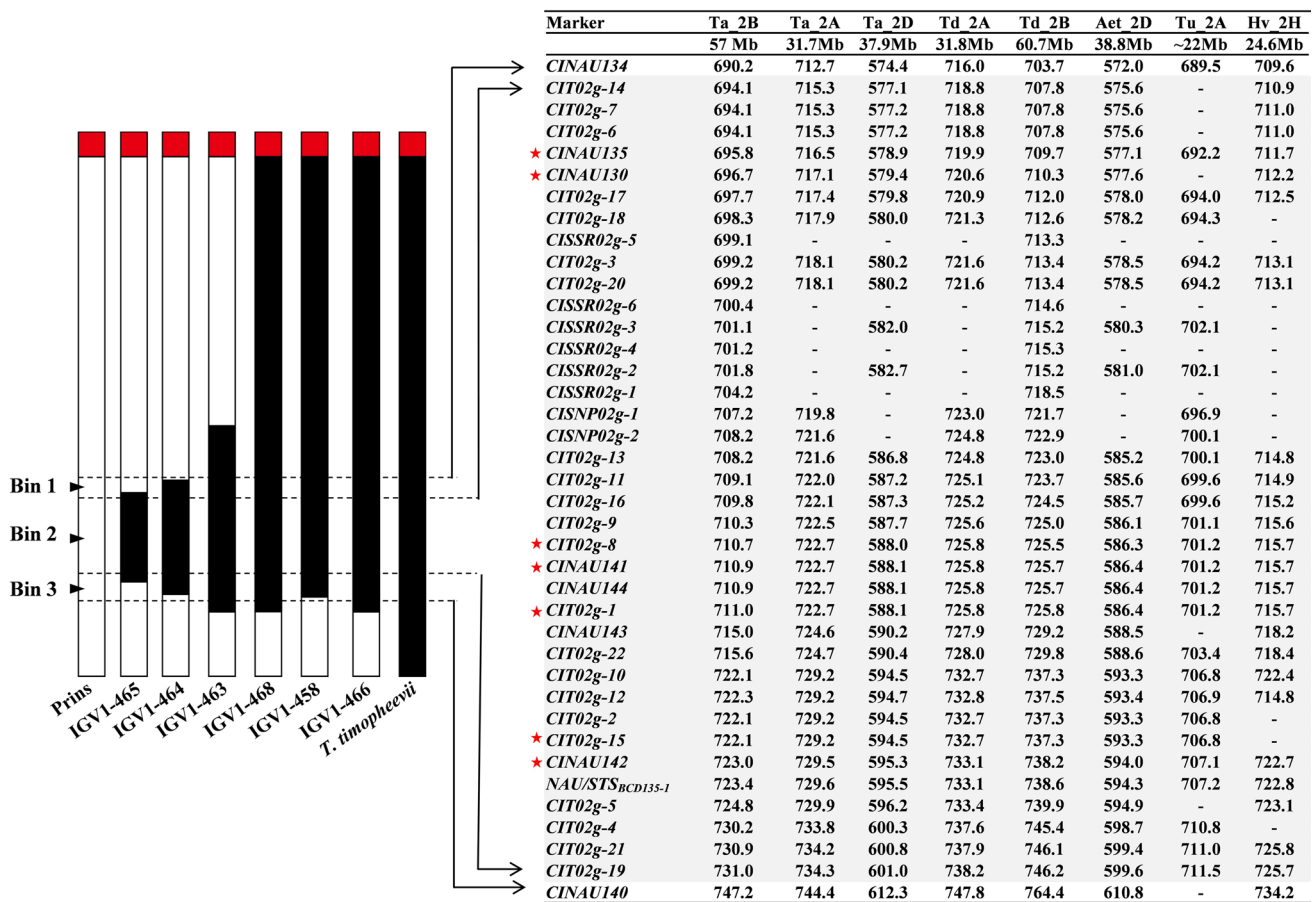 Marker Ta_2B Ta_2A Ta_2D Td_2A Td_2B Aet_2D Tu_2A Hv_2H
57 Mb 31.7Mb 37.9Mb 31.8Mb 60.7Mb 38.8Mb ~22Mb 24.6Mb
CINAU134 690.2 712.7 574.4 716.0 703.7 572.0 689.5 709.6
CIT02g-14 694.1 715.3 577.1 718.8 707.8 575.6 - 710.9
CIT02g-7 694.1 715.3 577.2 718.8 707.8 575.6 - 711.0
CIT02g-6 694.1 715.3 577.2 718.8 707.8 575.6 - 711.0
★ CINAU135 695.8 716.5 578.9 719.9 709.7 577.1 692.2 711.7
★ CINAU130 696.7 717.1 579.4 720.6 710.3 577.6 - 712.2
CIT02g-17 697.7 717.4 579.8 720.9 712.0 578.0 694.0 712.5
CIT02g-18 698.3 717.9 580.0 721.3 712.6 578.2 694.3 -
CISSR02g-5 699.1 - - - 713.3 - - -
CIT02g-3 699.2 718.1 580.2 721.6 713.4 578.5 694.2 713.1
CIT02g-20 699.2 718.1 580.2 721.6 713.4 578.5 694.2 713.1
CISSR02g-6 700.4 - - - 714.6 - - -
CISSR02g-3 701.1 - 582.0 - 715.2 580.3 702.1 -
CISSR02g-4 701.2 - - - 715.3 - - -
CISSR02g-2 701.8 - 582.7 - 715.2 581.0 702.1 -
CISSR02g-1 704.2 - - - 718.5 - - -
CISNP02g-1 707.2 719.8 - 723.0 721.7 - 696.9 -
CISNP02g-2 708.2 721.6 - 724.8 722.9 - 700.1 -
CIT02g-13 708.2 721.6 586.8 724.8 723.0 585.2 700.1 714.8
CIT02g-11 709.1 722.0 587.2 725.1 723.7 585.6 699.6 714.9
CIT02g-16 709.8 722.1 587.3 725.2 724.5 585.7 699.6 715.2
CIT02g-9 710.3 722.5 587.7 725.6 725.0 586.1 701.1 715.6
★ CIT02g-8 710.7 722.7 588.0 725.8 725.5 586.3 701.2 715.7
★ CINAU141 710.9 722.7 588.1 725.8 725.7 586.4 701.2 715.7
CINAU144 710.9 722.7 588.1 725.8 725.7 586.4 701.2 715.7
★ CIT02g-1 711.0 722.7 588.1 725.8 725.8 586.4 701.2 715.7
CINAU143 715.0 724.6 590.2 727.9 729.2 588.5 - 718.2
CIT02g-22 715.6 724.7 590.4 728.0 729.8 588.6 703.4 718.4
CIT02g-10 722.1 729.2 594.5 732.7 737.3 593.3 706.8 722.4
CIT02g-12 722.3 729.2 594.7 732.8 737.5 593.4 706.9 714.8
CIT02g-2 722.1 729.2 594.5 732.7 737.3 593.3 706.8 -
★ CIT02g-15 722.1 729.2 594.5 732.7 737.3 593.3 706.8 -
★ CINAU142 723.0 729.5 595.3 733.1 738.2 594.0 707.1 722.7
NAU/STSBCD135-1 723.4 729.6 595.5 733.1 738.6 594.3 707.2 722.8
CIT02g-5 724.8 729.9 596.2 733.4 739.9 594.9 - 723.1
CIT02g-4 730.2 733.8 600.3 737.6 745.4 598.7 710.8 -
CIT02g-21 730.9 734.2 600.8 737.9 746.1 599.4 711.0 725.8
CIT02g-19 731.0 734.3 601.0 738.2 746.2 599.6 711.5 725.7
CINAU140 747.2 744.4 612.3 747.8 764.4 610.8 - 734.2
Bin 1
Bin 2
Bin 3
Prins
IGV1-465
IGV1-464
IGV1-463
IGV1-468
IGV1-458
IGV1-466
T. timopheevii